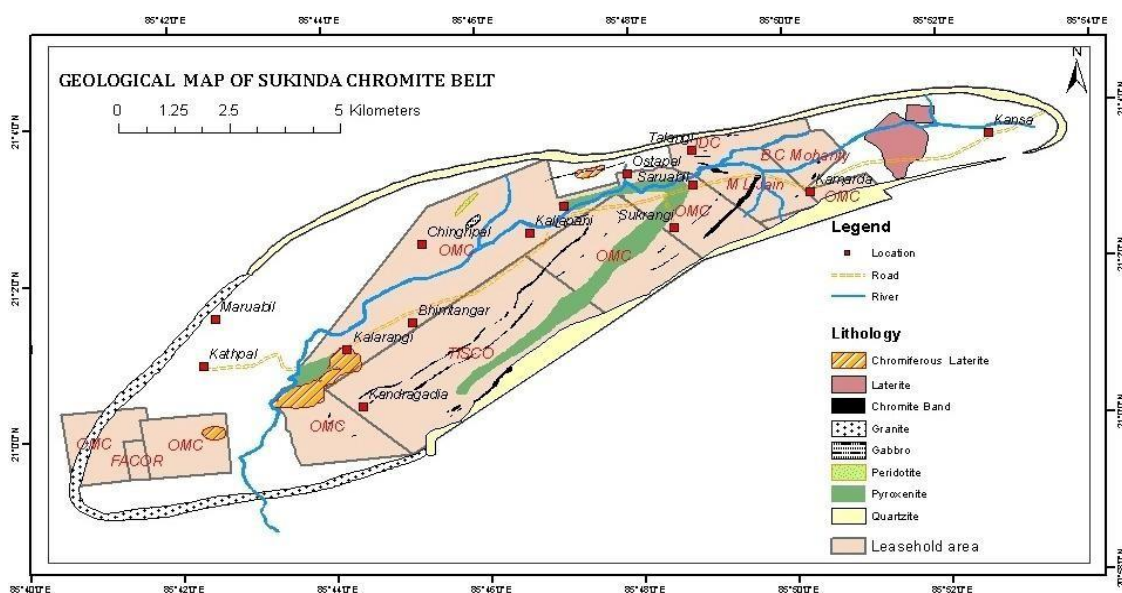 85°42'0"E 85°44'0"E 85°46'0"E 85°48'0"E 85°50'0"E 85°52'0"E 85°54'0"E
GEOLOGICAL MAP OF SUKINDA CHROMITE BELT
0 1.25 2.5 5 Kilometers
N
Talangi
Kansa
Ostapal
B.C Mohanty
Saruabil
M L Jain
Kamarda
OMC
Sukrangi
OMC
Kaliapani
Chingripal
OMC
OMC
Maruabil
Bhimtangar
Kalarangi
TISCO
Kathpal
Kandragadia
OMC
OMC
OMC
FACOR
Legend
Location
Road
River
Lithology
Chromiferous Laterite
Laterite
Chromite Band
Granite
Gabbro
Peridotite
Pyroxenite
Quartzite
Leasehold area
85°40'0"E 85°42'0"E 85°44'0"E 85°46'0"E 85°48'0"E 85°50'0"E 85°52'0"E